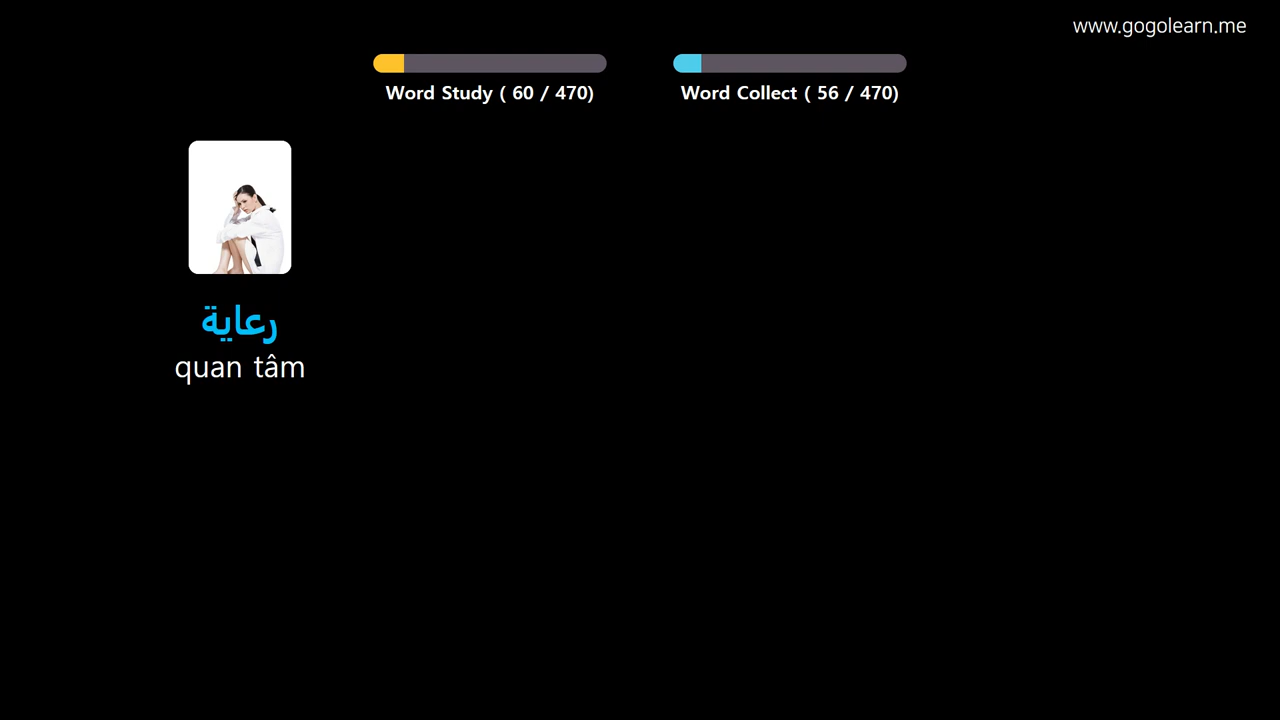 www.gogolearn.me
Word Study ( 60 / 470)
Word Collect ( 56 / 470)
رعاية
quan tâm